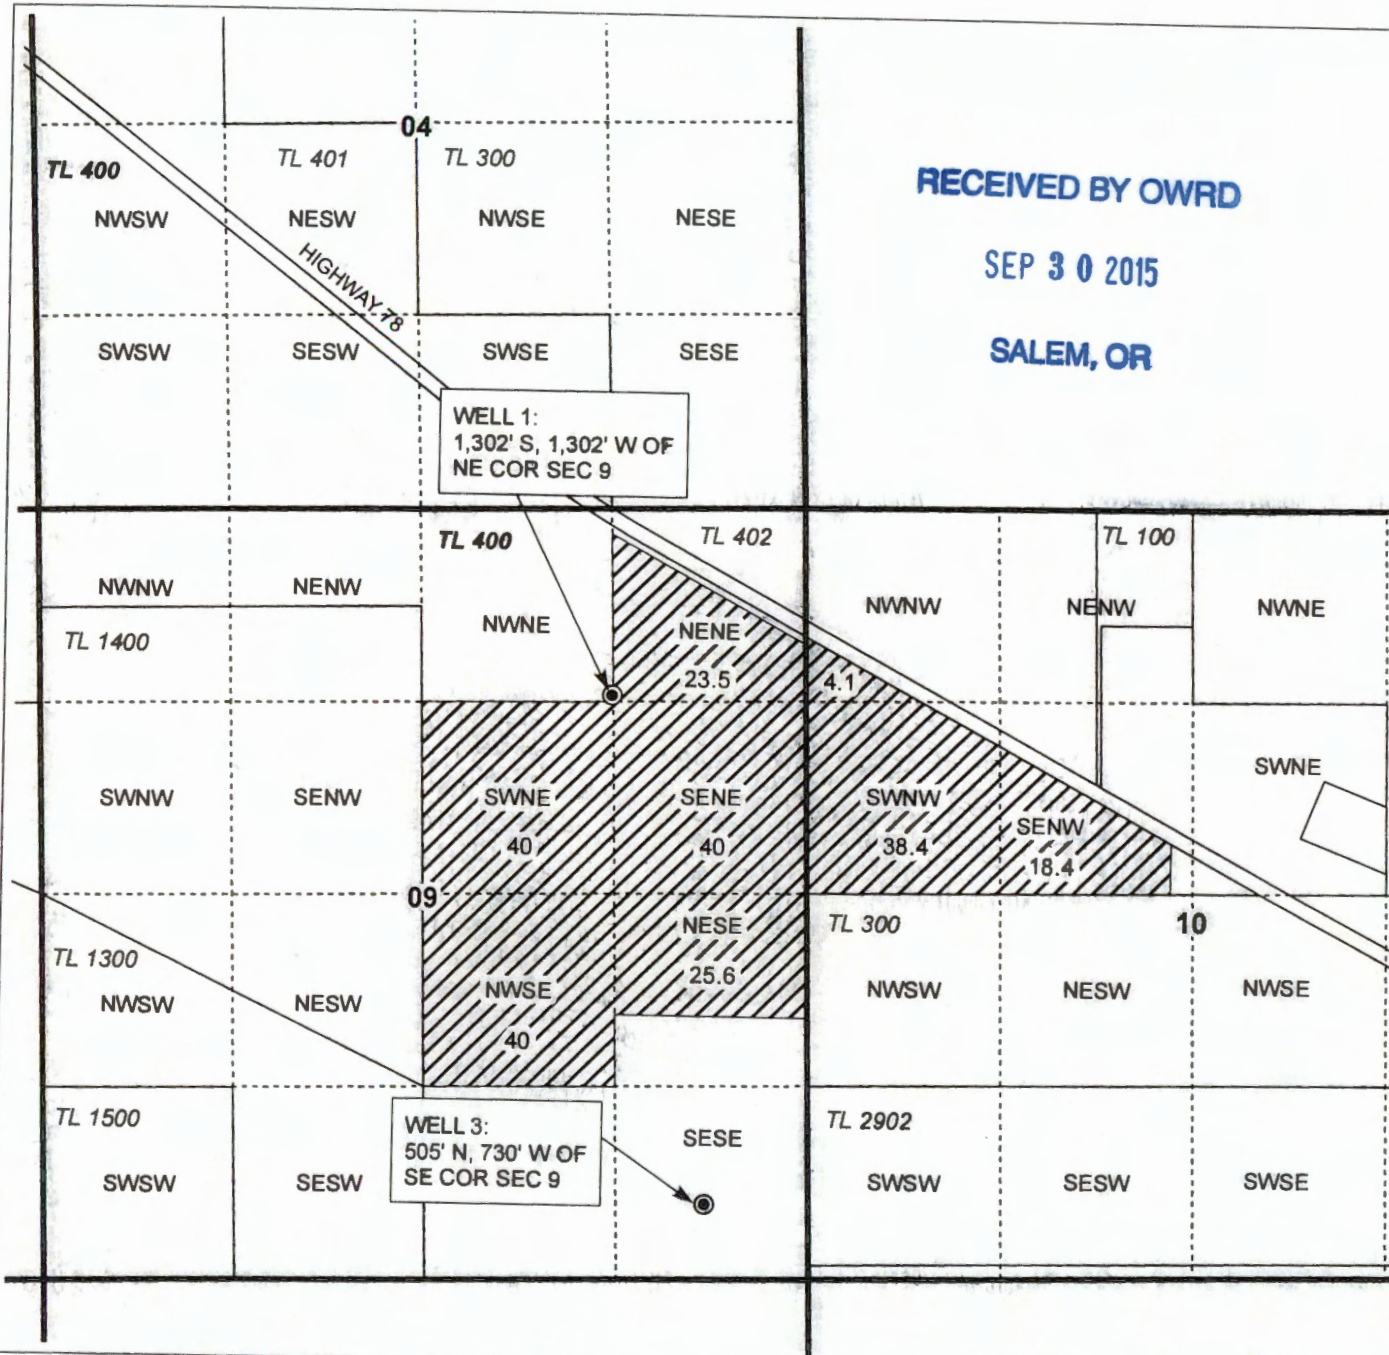 04
TL 400
TL 401
TL 300
NWSW
NESW
NWSE
NESE
HIGHWAY 78
SWSW
SESW
SWSE
SESE
RECEIVED BY OWRD
SEP 30 2015
SALEM, OR
WELL 1:
1,302' S, 1,302' W OF
NE COR SEC 9
TL 400
TL 402
TL 100
NWNW
NENW
NWNE
NENE
23.5
NWNW
4.1
NENW
NWNE
TL 1400
SWNW
SENW
SWNE
40
SENE
40
SWNW
38.4
SENW
18.4
SWNE
09
TL 1300
NWSW
NESW
NWSE
40
NESE
25.6
TL 300
10
NWSW
NESW
NWSE
TL 1500
WELL 3:
505' N, 730' W OF
SE COR SEC 9
SESE
TL 2902
SWSW
SESW
SWSW
SESW
SWSE